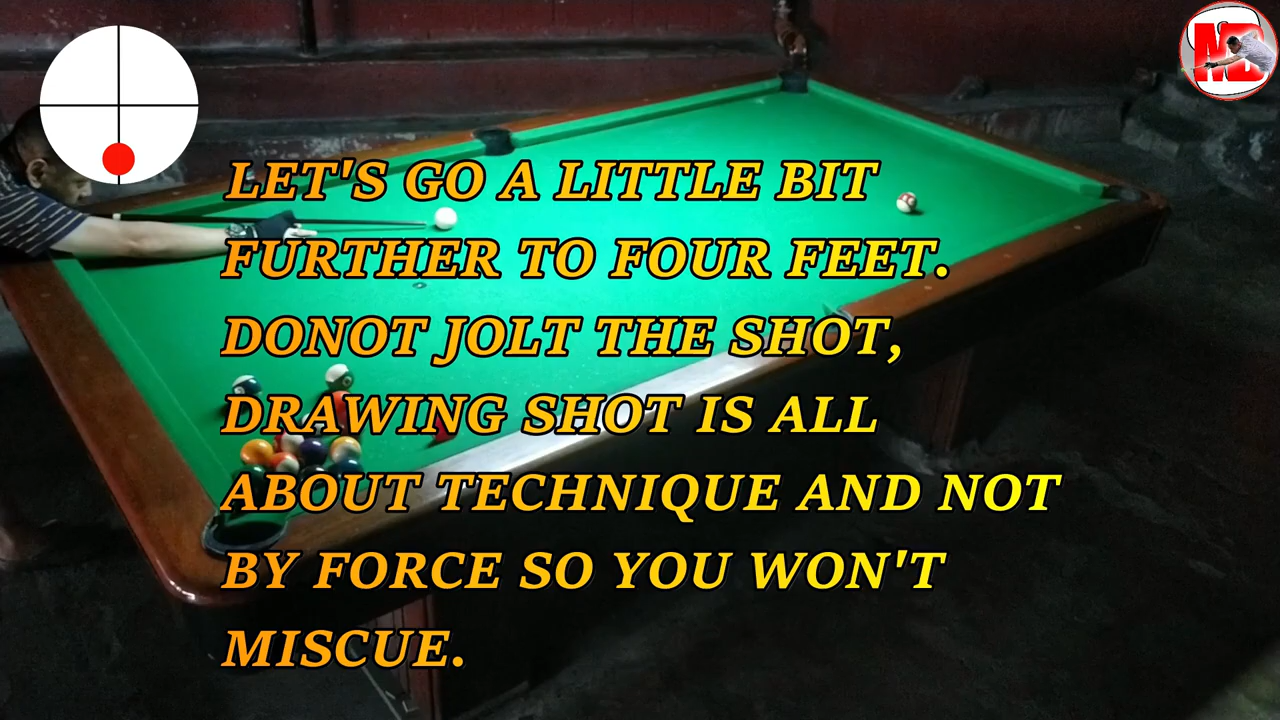 MB
LET'S GO A LITTLE BIT
FURTHER TO FOUR FEET.
DONOT JOLT THE SHOT,
DRAWING SHOT IS ALL
ABOUT TECHNIQUE AND NOT
BY FORCE SO YOU WON'T
MISCUE.